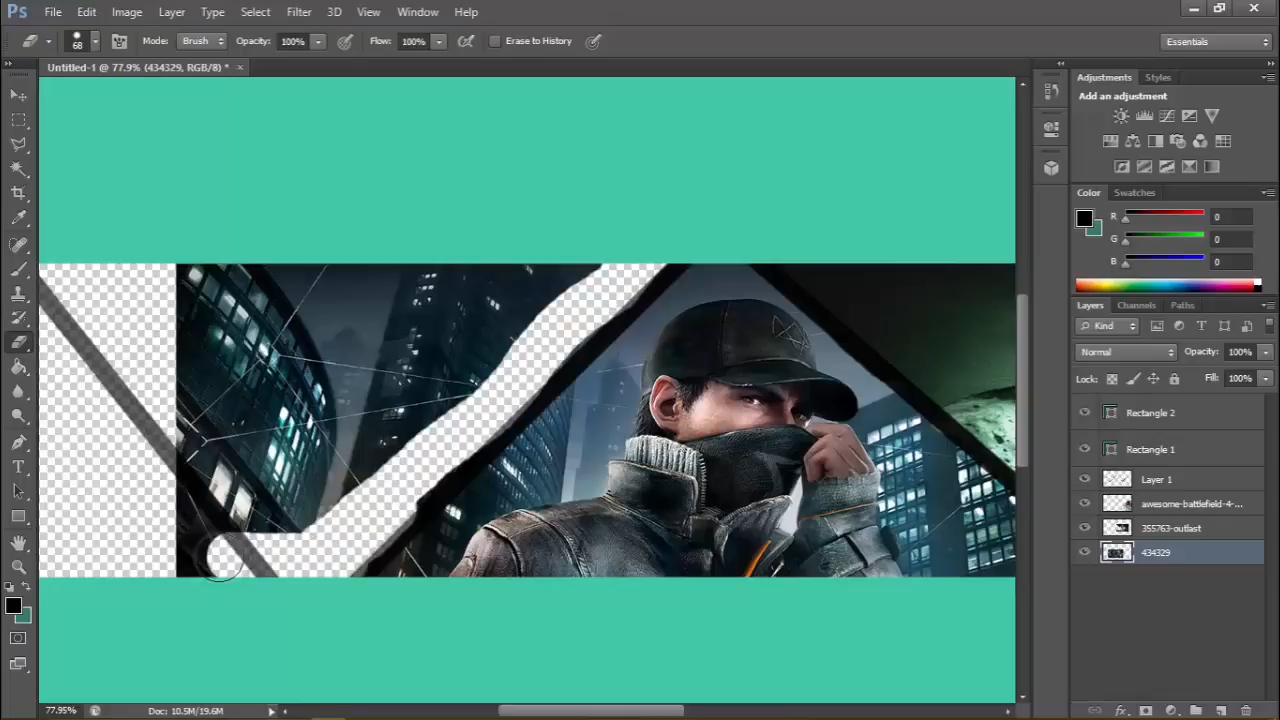 Ps File Edit Image Layer Type Select Filter 3D View Window Help
68 Mode: Brush Opacity: 100% Flow: 100% Erase to History Essentials
Untitled-1 @ 77.9% (434329, RGB/8) * ×
Adjustments Styles
Add an adjustment
Color Swatches
R 0
G 0
B 0
Layers Channels Paths
Kind
Normal Opacity: 100%
Lock: Fill: 100%
Rectangle 2
Rectangle 1
Layer 1
awesome-battlefield-4-...
355763-outlast
434329
77.95% Doc: 10.5M/19.6M